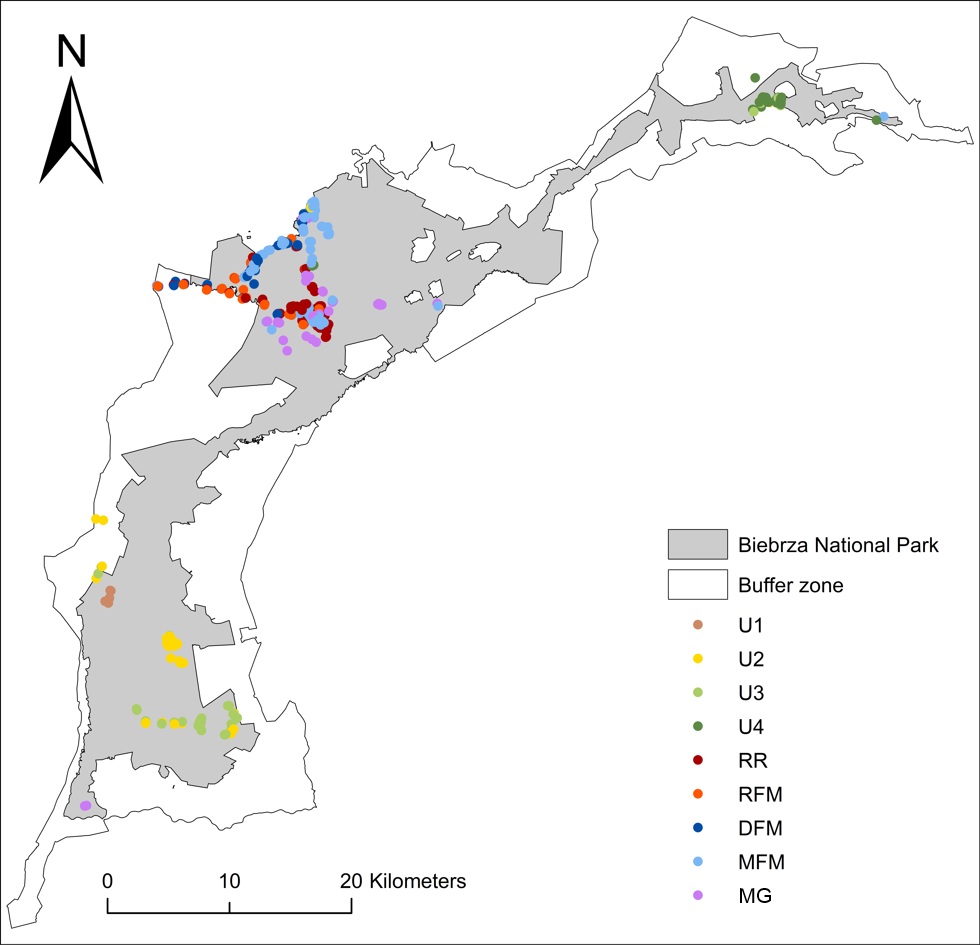 N
Biebrza National Park
Buffer zone
U1
U2
U3
U4
RR
RFM
DFM
MFM
MG
0 10 20 Kilometers